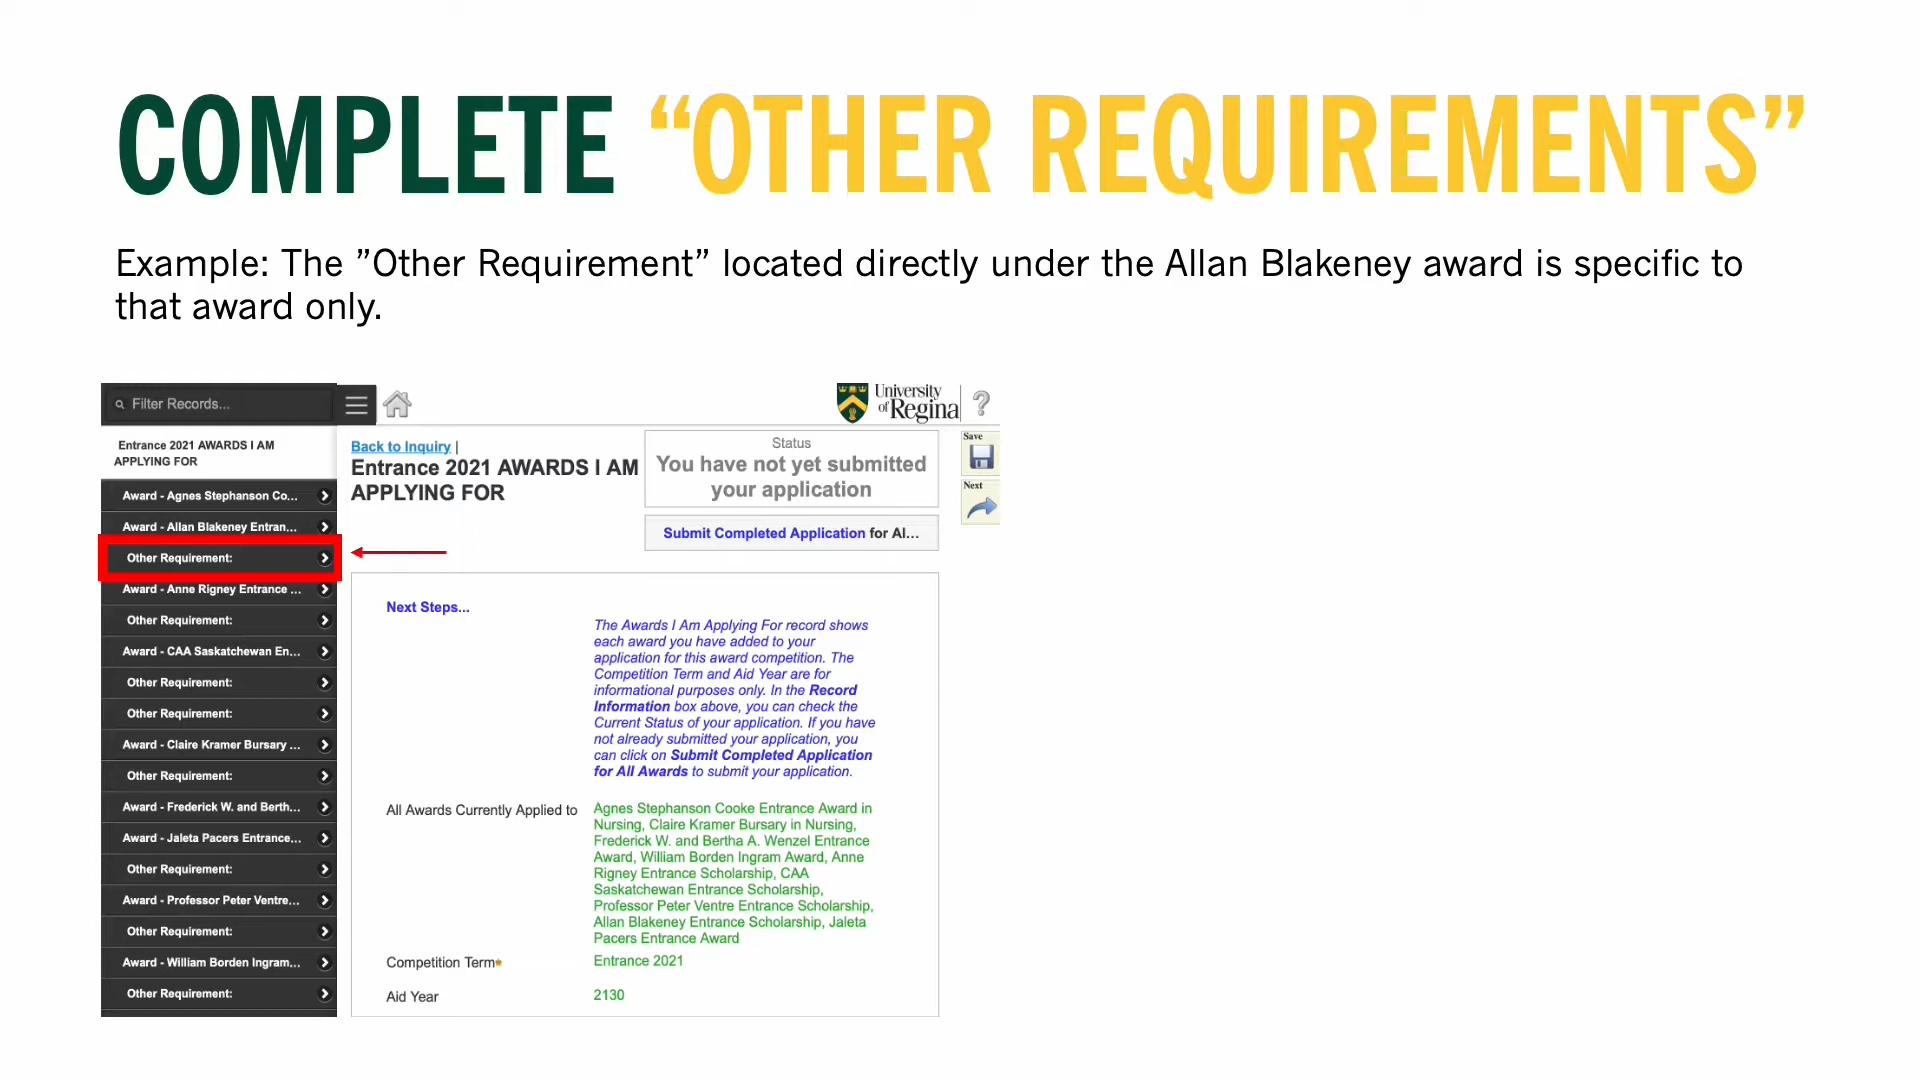 COMPLETE “OTHER REQUIREMENTS”
Example: The ”Other Requirement” located directly under the Allan Blakeney award is specific to
that award only.
Filter Records...
University
of Regina
?
Entrance 2021 AWARDS I AM
APPLYING FOR
Award - Agnes Stephanson Co...
Award - Allan Blakeney Entran...
Other Requirement:
Award - Anne Rigney Entrance ...
Other Requirement:
Award - CAA Saskatchewan En...
Other Requirement:
Other Requirement:
Award - Claire Kramer Bursary ...
Other Requirement:
Award - Frederick W. and Berth...
Award - Jaleta Pacers Entrance...
Other Requirement:
Award - Professor Peter Ventre...
Other Requirement:
Award - William Borden Ingram...
Other Requirement:
Back to Inquiry |
Entrance 2021 AWARDS I AM
APPLYING FOR
Status
You have not yet submitted
your application
Submit Completed Application for Al...
Save
Next
Next Steps...
The Awards I Am Applying For record shows
each award you have added to your
application for this award competition. The
Competition Term and Aid Year are for
informational purposes only. In the Record
Information box above, you can check the
Current Status of your application. If you have
not already submitted your application, you
can click on Submit Completed Application
for All Awards to submit your application.
All Awards Currently Applied to
Agnes Stephanson Cooke Entrance Award in
Nursing, Claire Kramer Bursary in Nursing,
Frederick W. and Bertha A. Wenzel Entrance
Award, William Borden Ingram Award, Anne
Rigney Entrance Scholarship, CAA
Saskatchewan Entrance Scholarship,
Professor Peter Ventre Entrance Scholarship,
Allan Blakeney Entrance Scholarship, Jaleta
Pacers Entrance Award
Competition Term
Entrance 2021
Aid Year
2130